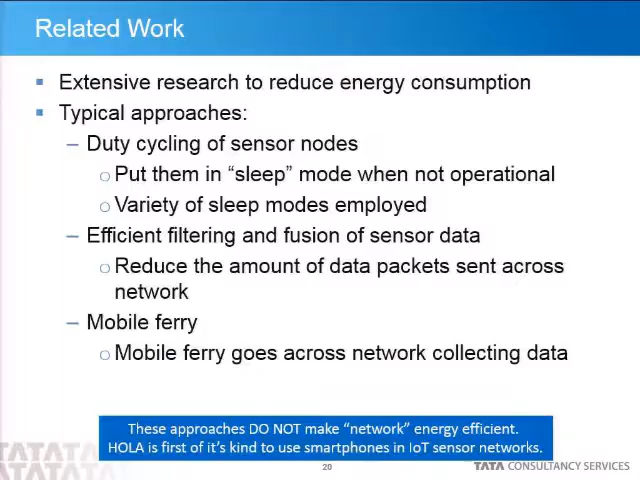 Related Work
Extensive research to reduce energy consumption
Typical approaches:
– Duty cycling of sensor nodes
Put them in “sleep” mode when not operational
Variety of sleep modes employed
– Efficient filtering and fusion of sensor data
Reduce the amount of data packets sent across
network
– Mobile ferry
Mobile ferry goes across network collecting data
These approaches DO NOT make “network” energy efficient.
HOLA is first of it’s kind to use smartphones in IoT sensor networks.
TATATATA
TATATATA
20
TATA CONSULTANCY SERVICES